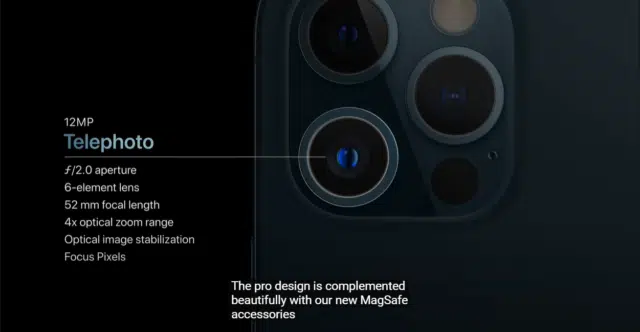 12MP
Telephoto
ƒ/2.0 aperture
6-element lens
52 mm focal length
4x optical zoom range
Optical image stabilization
Focus Pixels
The pro design is complemented
beautifully with our new MagSafe
accessories